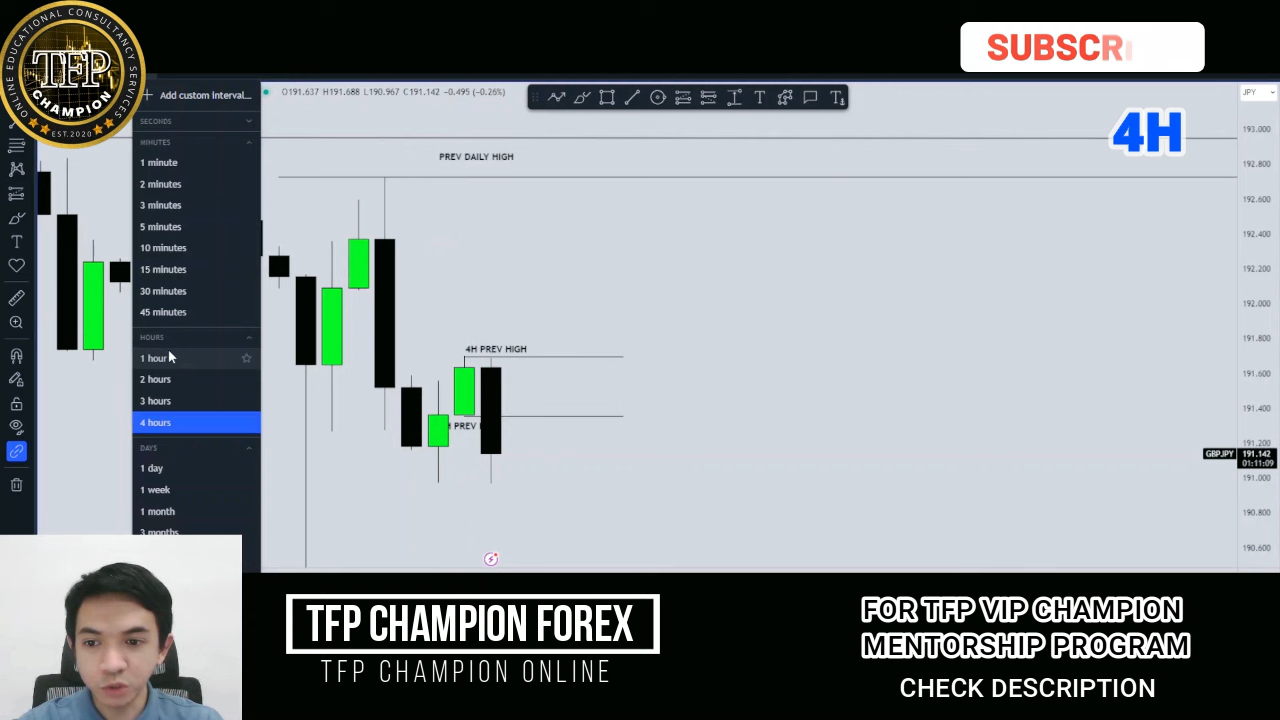 ONLINE EDUCATIONAL CONSULTANCY SERVICES
TFP
CHAMPION
EST.2020
SUBSCRI
Add custom interval...
O191.637 H191.688 L190.967 C191.142 −0.495 (−0.26%)
JPY
4H
SECONDS
MINUTES
1 minute
2 minutes
3 minutes
5 minutes
10 minutes
15 minutes
30 minutes
45 minutes
HOURS
1 hour
2 hours
3 hours
4 hours
DAYS
1 day
1 week
1 month
3 months
PREV DAILY HIGH
4H PREV HIGH
H PREV
193.000
192.800
192.600
192.400
192.200
192.000
191.800
191.600
191.400
191.200
GBPJPY 191.142
01:11:09
191.000
190.800
190.600
TFP CHAMPION FOREX
TFP CHAMPION ONLINE
FOR TFP VIP CHAMPION
MENTORSHIP PROGRAM
CHECK DESCRIPTION